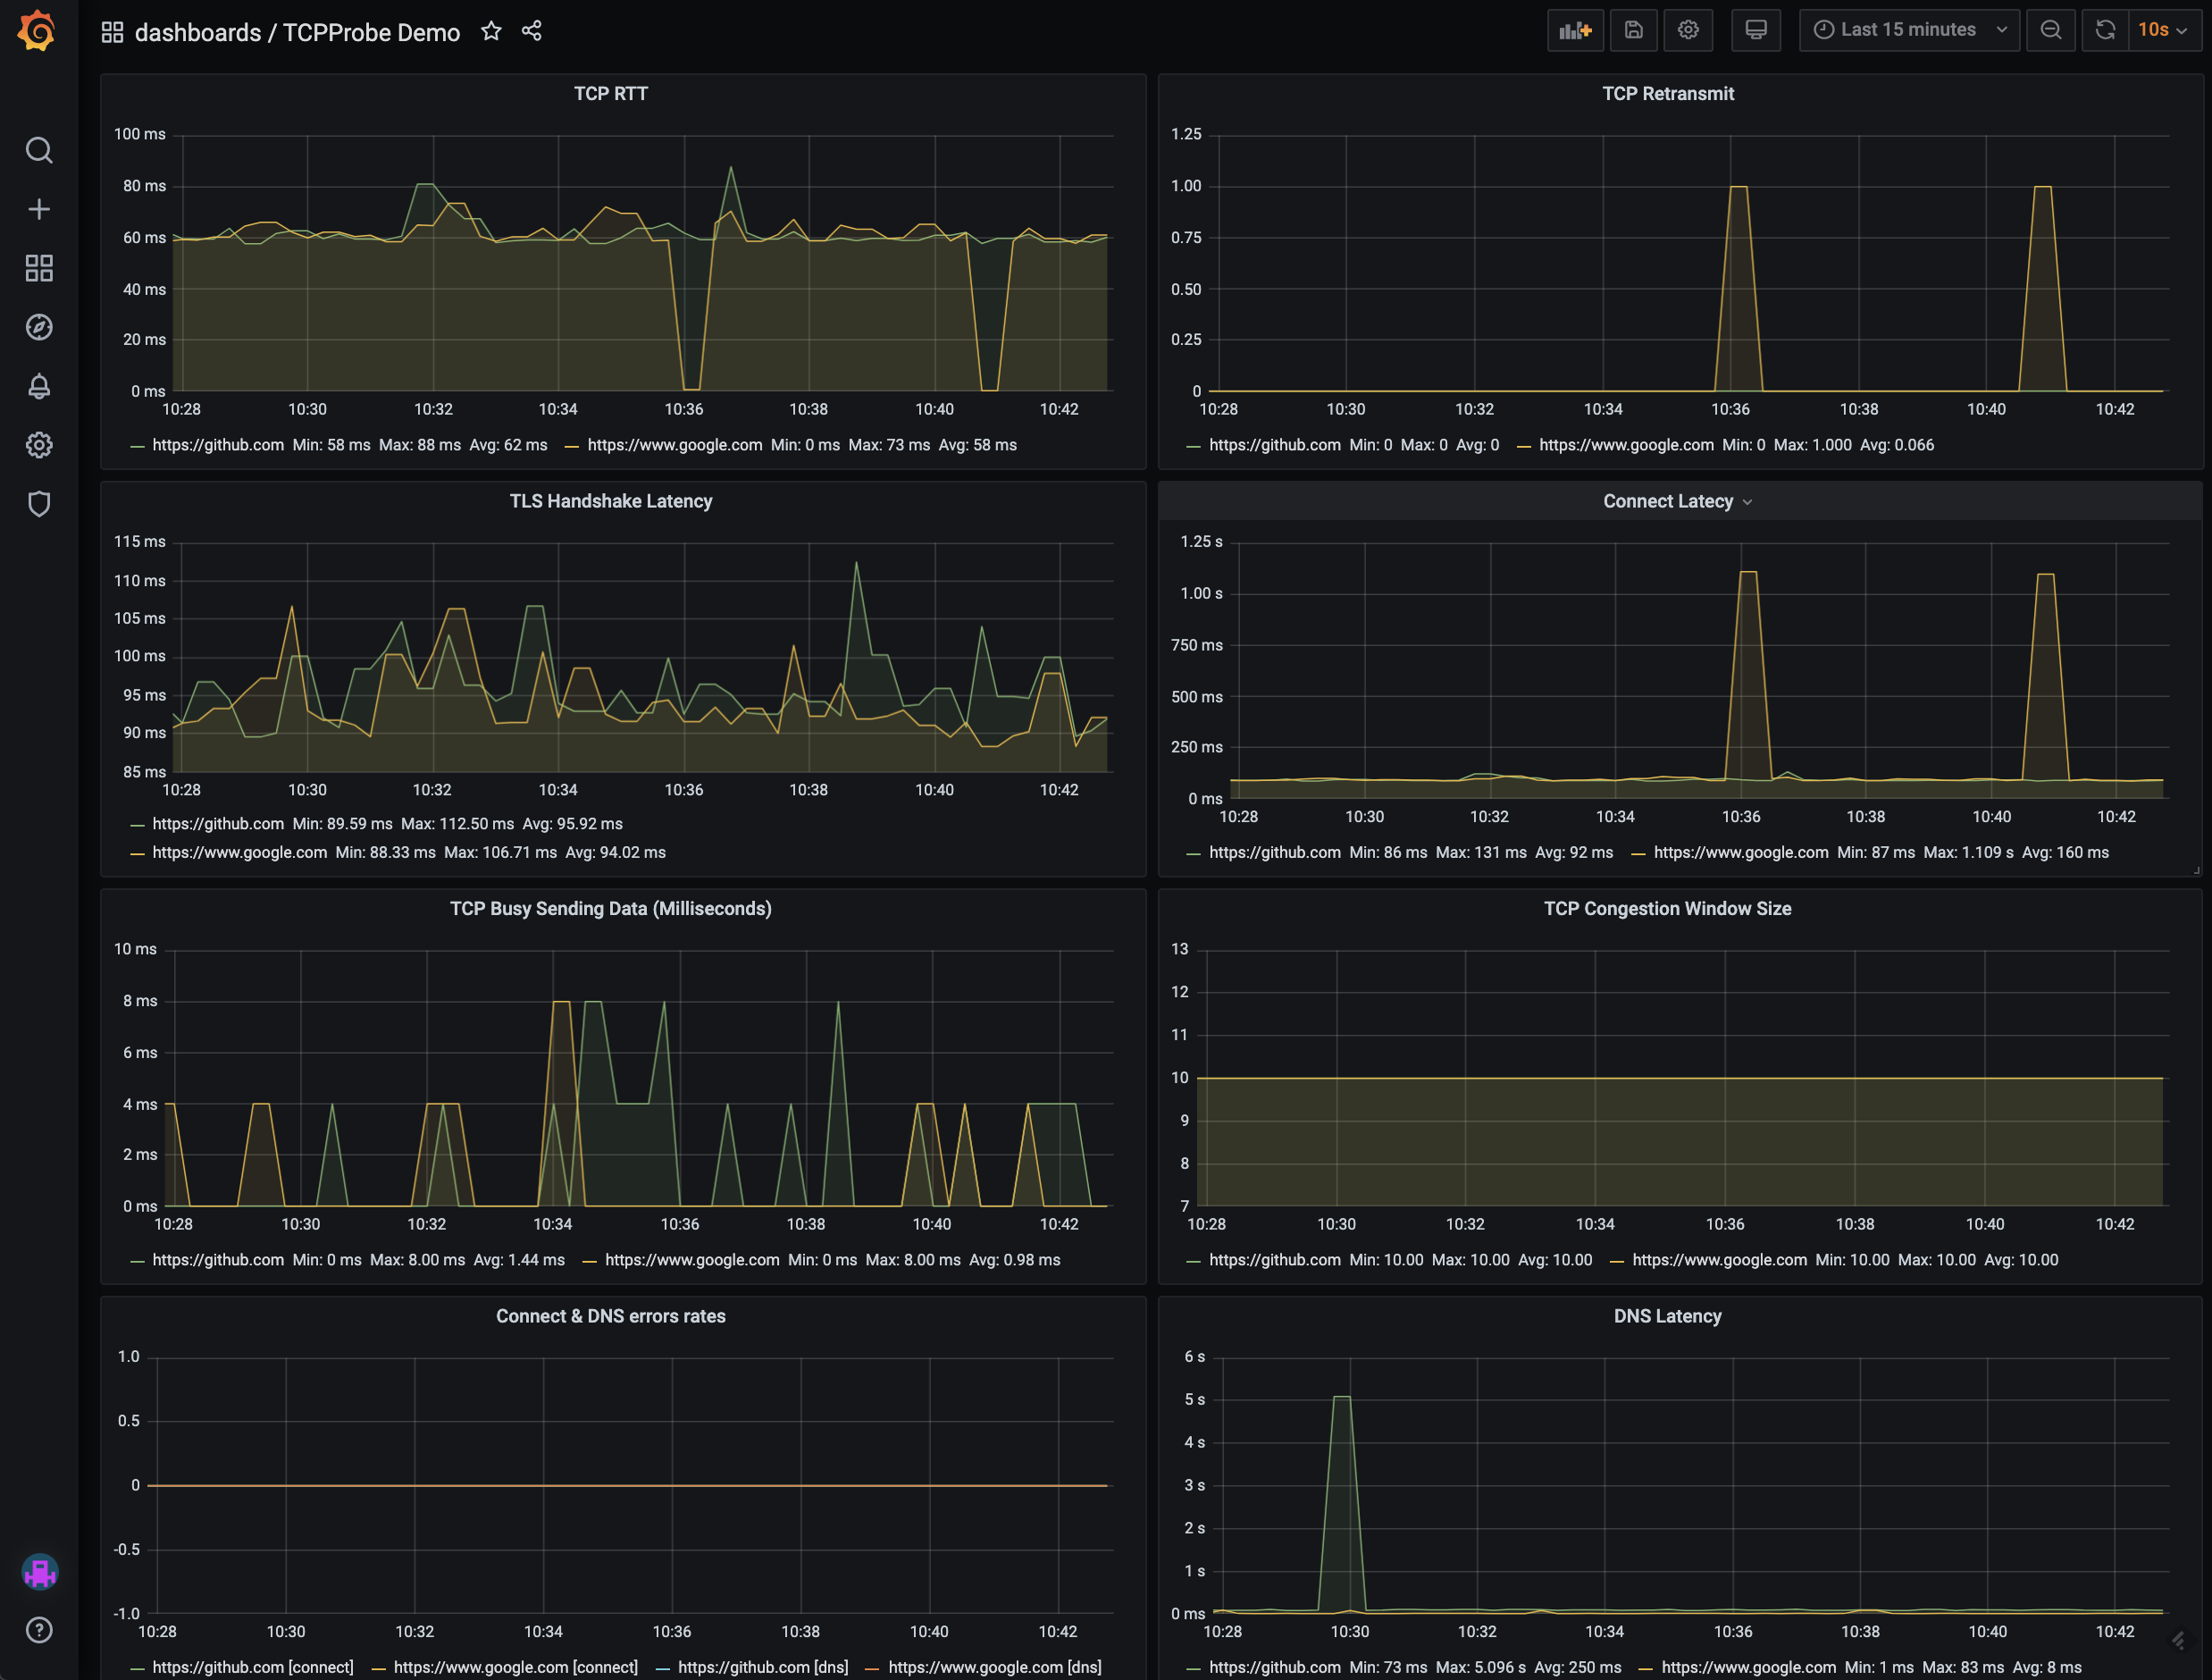 dashboards / TCPProbe Demo
Last 15 minutes
10s
TCP RTT
100 ms
80 ms
60 ms
40 ms
20 ms
0 ms
10:28 10:30 10:32 10:34 10:36 10:38 10:40 10:42
https://github.com Min: 58 ms Max: 88 ms Avg: 62 ms https://www.google.com Min: 0 ms Max: 73 ms Avg: 58 ms
TCP Retransmit
1.25
1.00
0.75
0.50
0.25
0
10:28 10:30 10:32 10:34 10:36 10:38 10:40 10:42
https://github.com Min: 0 Max: 0 Avg: 0 https://www.google.com Min: 0 Max: 1.000 Avg: 0.066
TLS Handshake Latency
115 ms
110 ms
105 ms
100 ms
95 ms
90 ms
85 ms
10:28 10:30 10:32 10:34 10:36 10:38 10:40 10:42
https://github.com Min: 89.59 ms Max: 112.50 ms Avg: 95.92 ms
https://www.google.com Min: 88.33 ms Max: 106.71 ms Avg: 94.02 ms
Connect Latecy
1.25 s
1.00 s
750 ms
500 ms
250 ms
0 ms
10:28 10:30 10:32 10:34 10:36 10:38 10:40 10:42
https://github.com Min: 86 ms Max: 131 ms Avg: 92 ms https://www.google.com Min: 87 ms Max: 1.109 s Avg: 160 ms
TCP Busy Sending Data (Milliseconds)
10 ms
8 ms
6 ms
4 ms
2 ms
0 ms
10:28 10:30 10:32 10:34 10:36 10:38 10:40 10:42
https://github.com Min: 0 ms Max: 8.00 ms Avg: 1.44 ms https://www.google.com Min: 0 ms Max: 8.00 ms Avg: 0.98 ms
TCP Congestion Window Size
13
12
11
10
9
8
7
10:28 10:30 10:32 10:34 10:36 10:38 10:40 10:42
https://github.com Min: 10.00 Max: 10.00 Avg: 10.00 https://www.google.com Min: 10.00 Max: 10.00 Avg: 10.00
Connect & DNS errors rates
1.0
0.5
0
-0.5
-1.0
10:28 10:30 10:32 10:34 10:36 10:38 10:40 10:42
https://github.com [connect] https://www.google.com [connect] https://github.com [dns] https://www.google.com [dns]
DNS Latency
6 s
5 s
4 s
3 s
2 s
1 s
0 ms
10:28 10:30 10:32 10:34 10:36 10:38 10:40 10:42
https://github.com Min: 73 ms Max: 5.096 s Avg: 250 ms https://www.google.com Min: 1 ms Max: 83 ms Avg: 8 ms